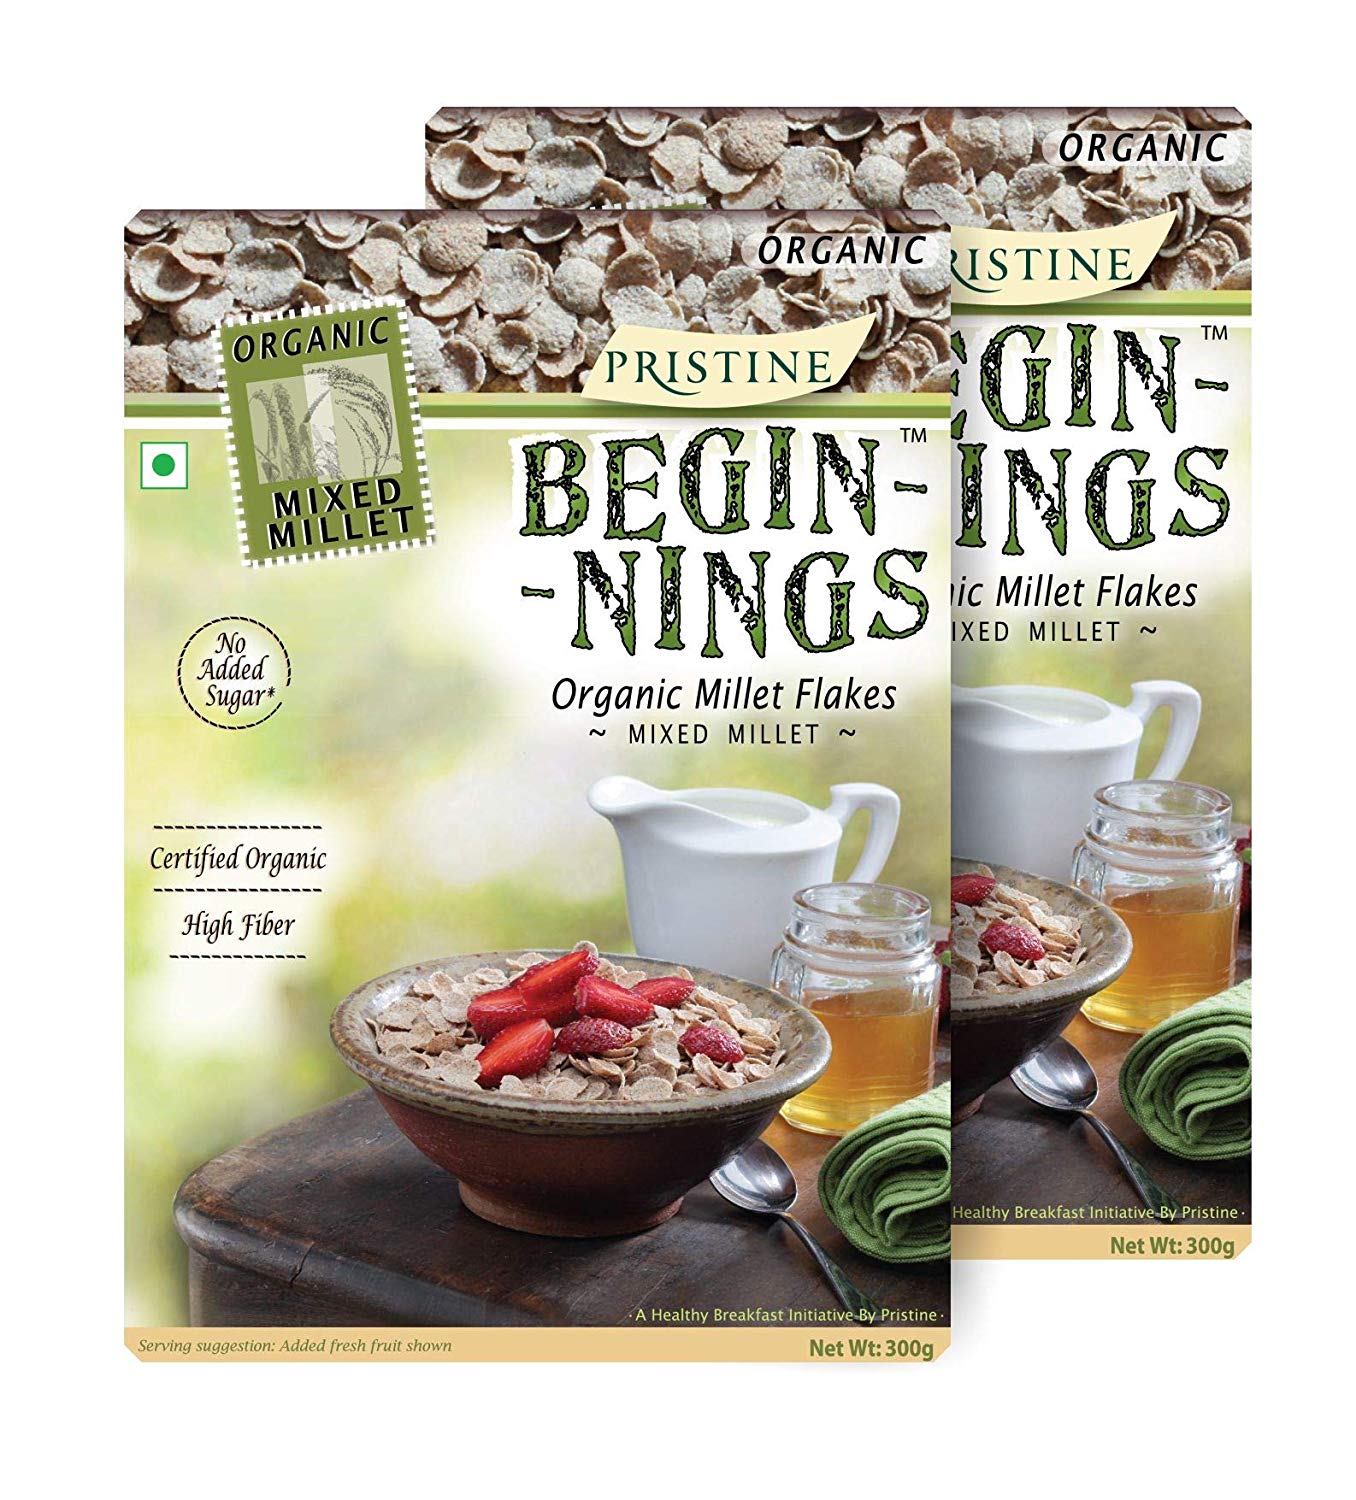 ORGANIC
PRISTINE
ORGANIC
MIXED
MILLET
BEGIN-
-NINGS
TM
Organic Millet Flakes
~ MIXED MILLET ~
No
Added
Sugar*
Certified Organic
High Fiber
· A Healthy Breakfast Initiative By Pristine ·
Serving suggestion: Added fresh fruit shown
Net Wt: 300g
ORGANIC
RISTINE
EGIN-
INGS
TM
ic Millet Flakes
IXED MILLET ~
Healthy Breakfast Initiative By Pristine ·
Net Wt: 300g